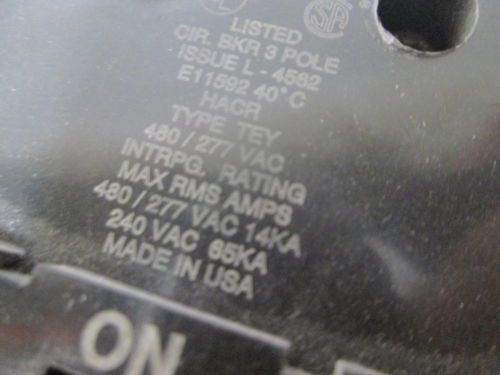 LISTED
CIR. BKR 3 POLE
ISSUE L - 4562
E11592 40°C
HACR
TYPE TEY
480 / 277 VAC
INTRPG. RATING
MAX RMS AMPS
480 / 277 VAC 14KA
240 VAC 65KA
MADE IN USA
ON